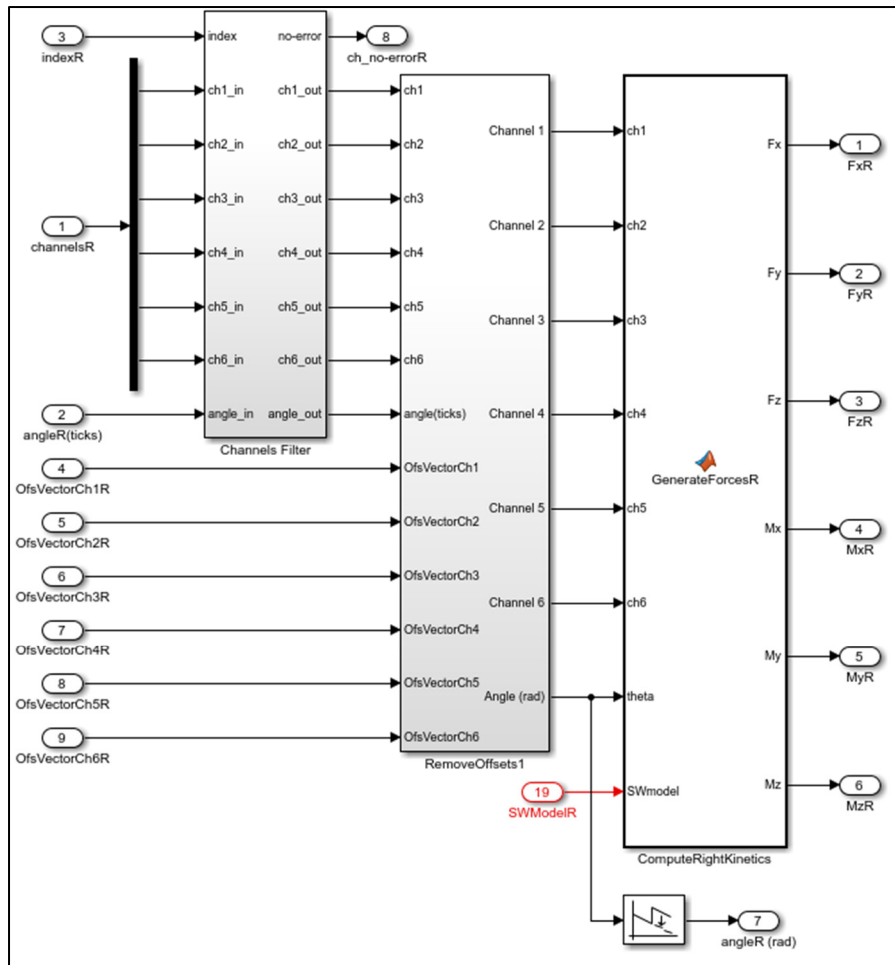 3
indexR
1
channelsR
2
angleR(ticks)
4
OfsVectorCh1R
5
OfsVectorCh2R
6
OfsVectorCh3R
7
OfsVectorCh4R
8
OfsVectorCh5R
9
OfsVectorCh6R
index
ch1_in
ch2_in
ch3_in
ch4_in
ch5_in
ch6_in
angle_in
no-error
ch1_out
ch2_out
ch3_out
ch4_out
ch5_out
ch6_out
angle_out
Channels Filter
8
ch_no-errorR
ch1
ch2
ch3
ch4
ch5
ch6
angle(ticks)
OfsVectorCh1
OfsVectorCh2
OfsVectorCh3
OfsVectorCh4
OfsVectorCh5
OfsVectorCh6
Channel 1
Channel 2
Channel 3
Channel 4
Channel 5
Channel 6
Angle (rad)
RemoveOffsets1
19
SWModelR
ch1
ch2
ch3
ch4
ch5
ch6
theta
SWmodel
GenerateForcesR
Fx
Fy
Fz
Mx
My
Mz
ComputeRightKinetics
1
FxR
2
FyR
3
FzR
4
MxR
5
MyR
6
MzR
7
angleR (rad)